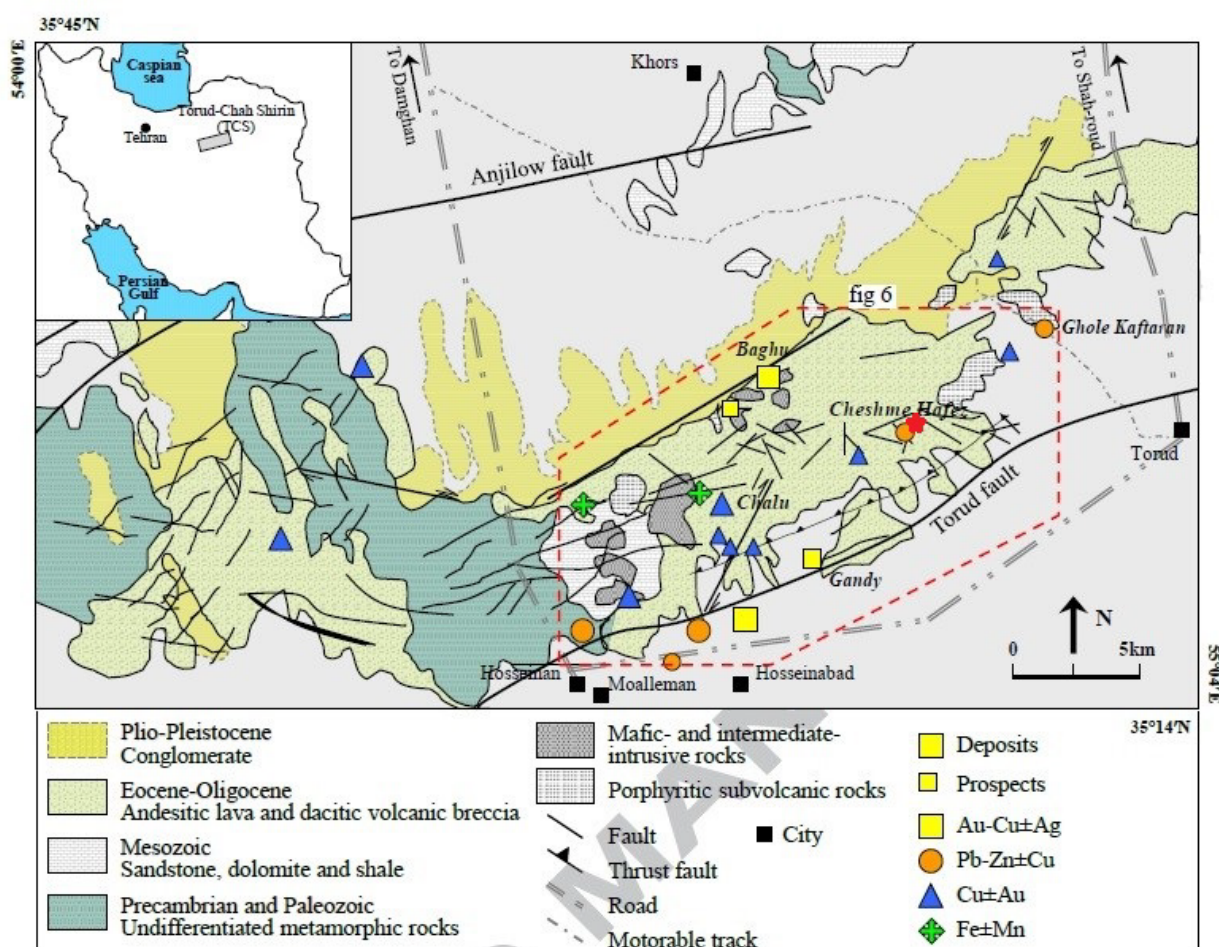 35°45'N
54°00'E
Caspian
sea
Tehran
Torud-Chah Shirin
(TCS)
Persian
Gulf
To Damghan
Khors
To Shah-roud
Anjilow fault
fig 6
Ghole Kaftaran
Baghu
Cheshme Hafez
Torud
Chalu
Torud fault
Gandy
N
0
5km
Hosseinan
Moalleman
Hosseinabad
55°04'E
35°14'N
Plio-Pleistocene
Conglomerate
Eocene-Oligocene
Andesitic lava and dacitic volcanic breccia
Mesozoic
Sandstone, dolomite and shale
Precambrian and Paleozoic
Undifferentiated metamorphic rocks
Mafic- and intermediate-
intrusive rocks
Porphyritic subvolcanic rocks
Fault
City
Thrust fault
Road
Motorable track
Deposits
Prospects
Au-Cu±Ag
Pb-Zn±Cu
Cu±Au
Fe±Mn
MAN